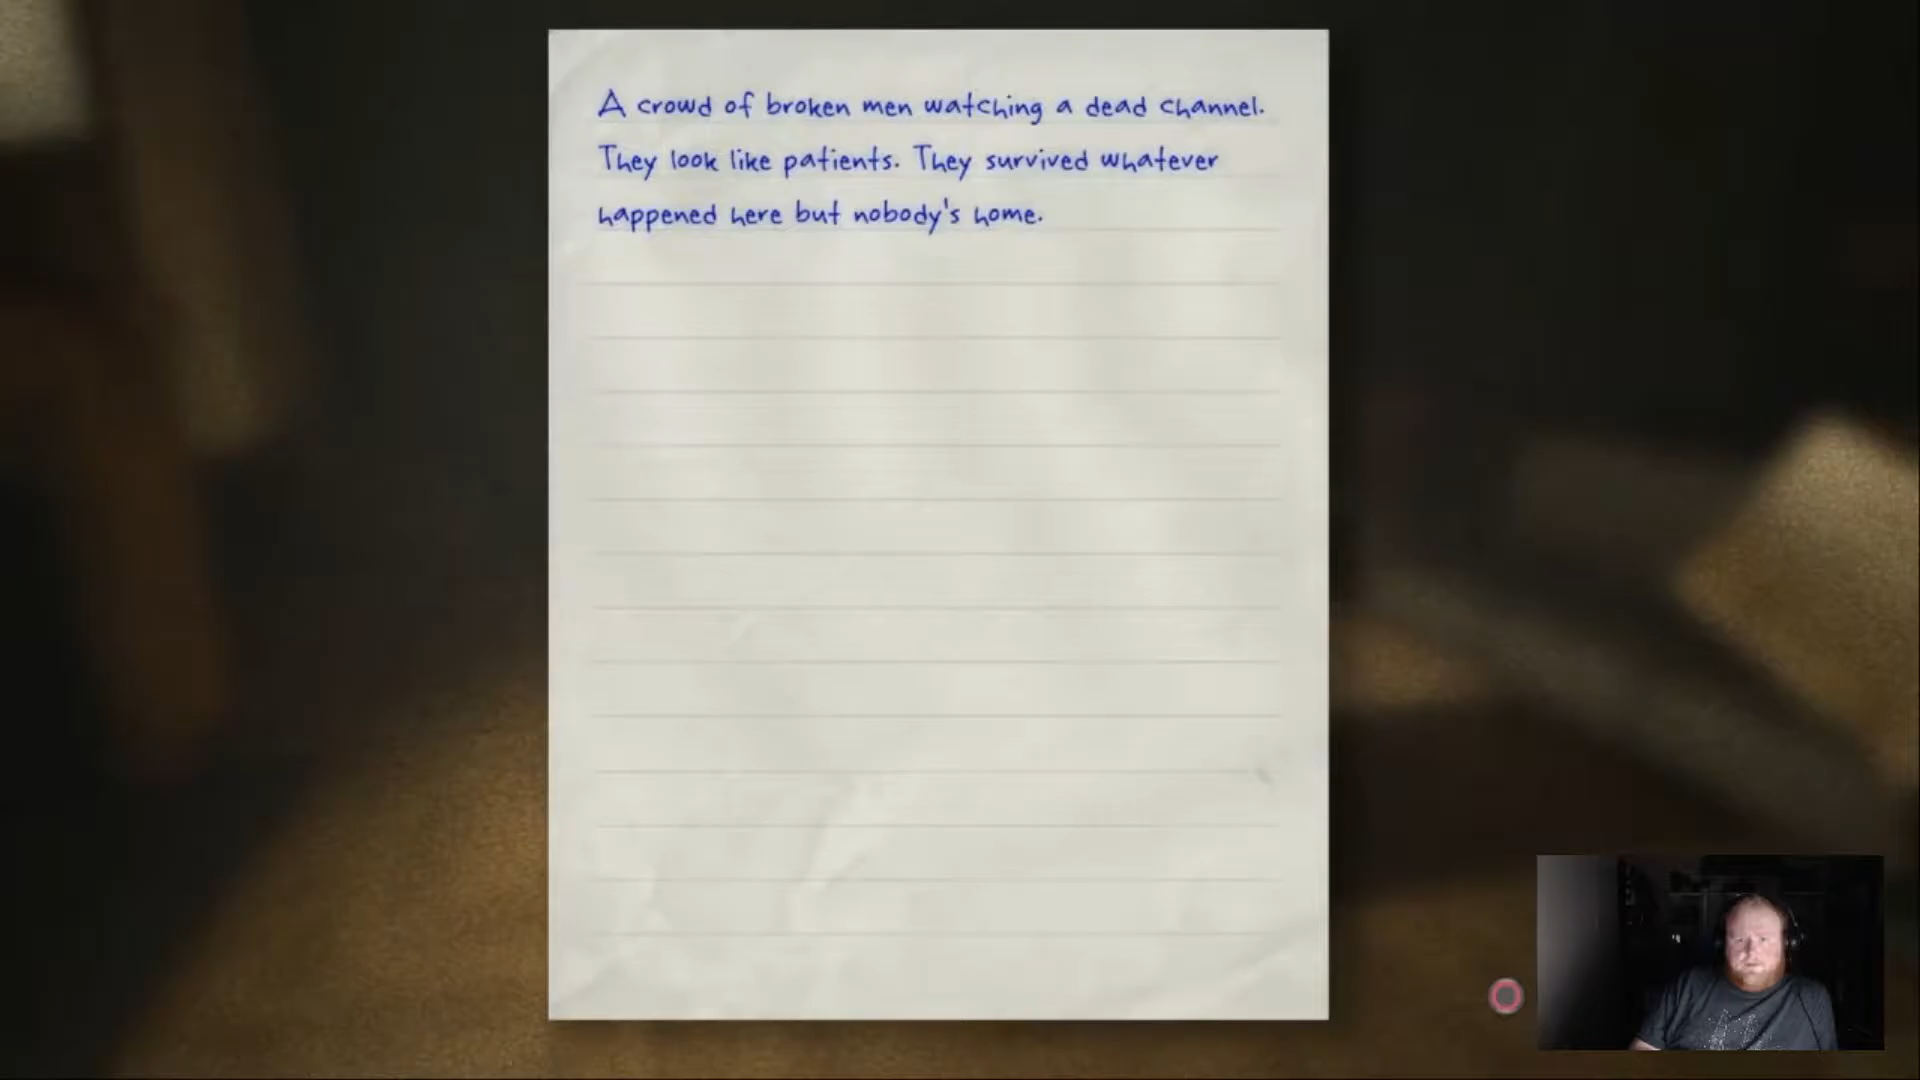 A crowd of broken men watching a dead channel.
They look like patients. They survived whatever
happened here but nobody's home.